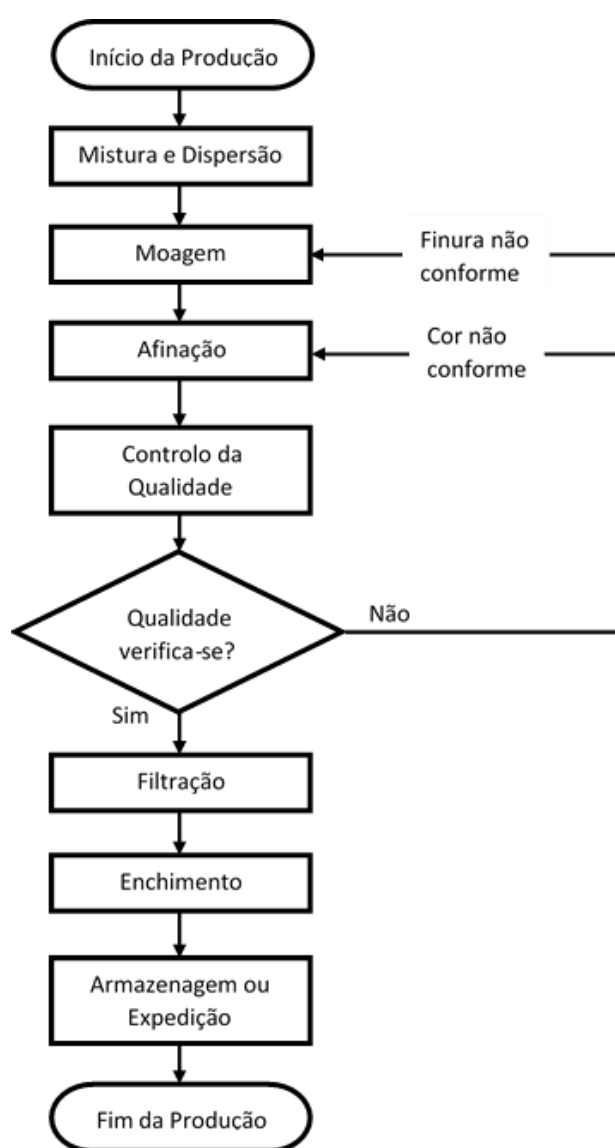 Início da Produção
Mistura e Dispersão
Moagem
Finura não
conforme
Afinação
Cor não
conforme
Controlo da
Qualidade
Qualidade
verifica-se?
Não
Sim
Filtração
Enchimento
Armazenagem ou
Expedição
Fim da Produção